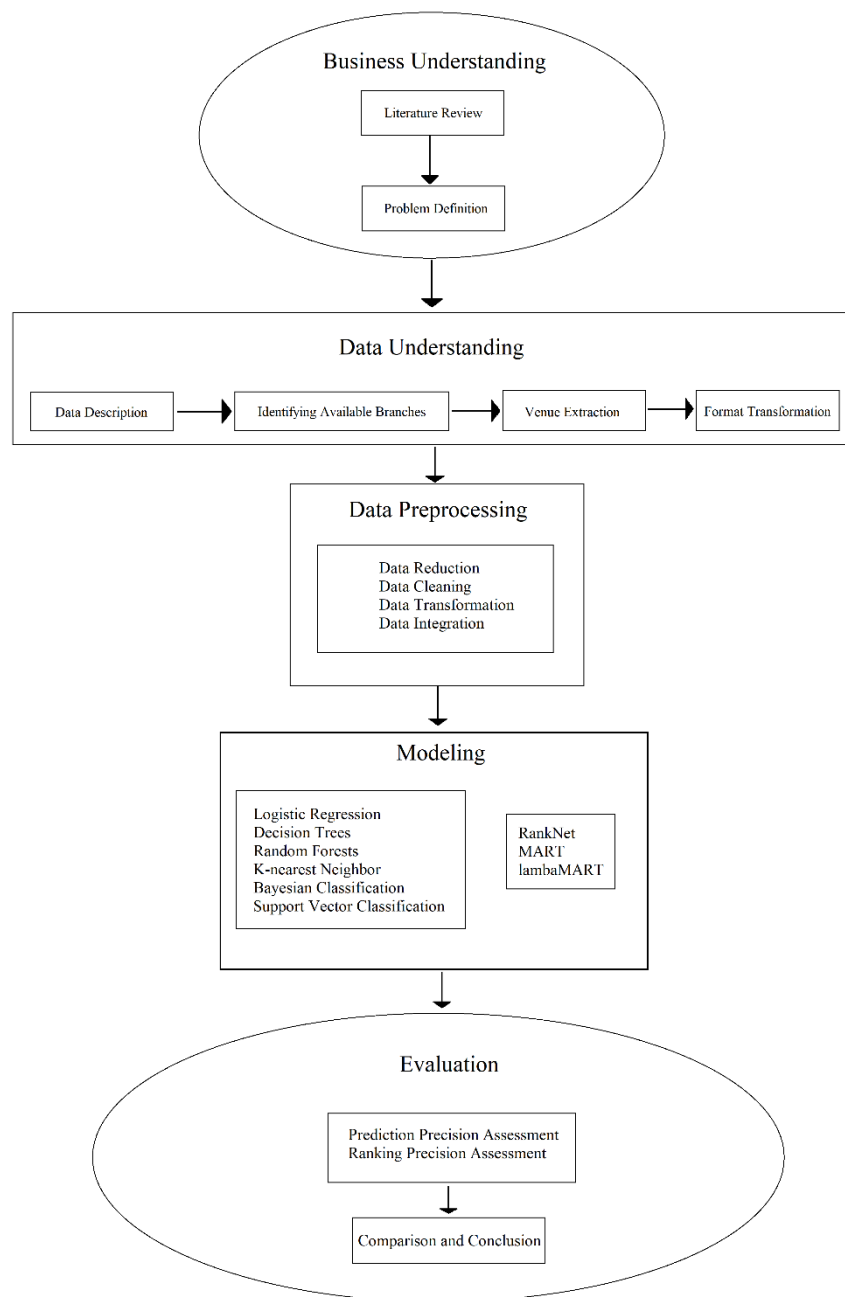 Business Understanding
Literature Review
Problem Definition
Data Understanding
Data Description
Identifying Available Branches
Venue Extraction
Format Transformation
Data Preprocessing
Data Reduction
Data Cleaning
Data Transformation
Data Integration
Modeling
Logistic Regression
Decision Trees
Random Forests
K-nearest Neighbor
Bayesian Classification
Support Vector Classification
RankNet
MART
lambaMART
Evaluation
Prediction Precision Assessment
Ranking Precision Assessment
Comparison and Conclusion